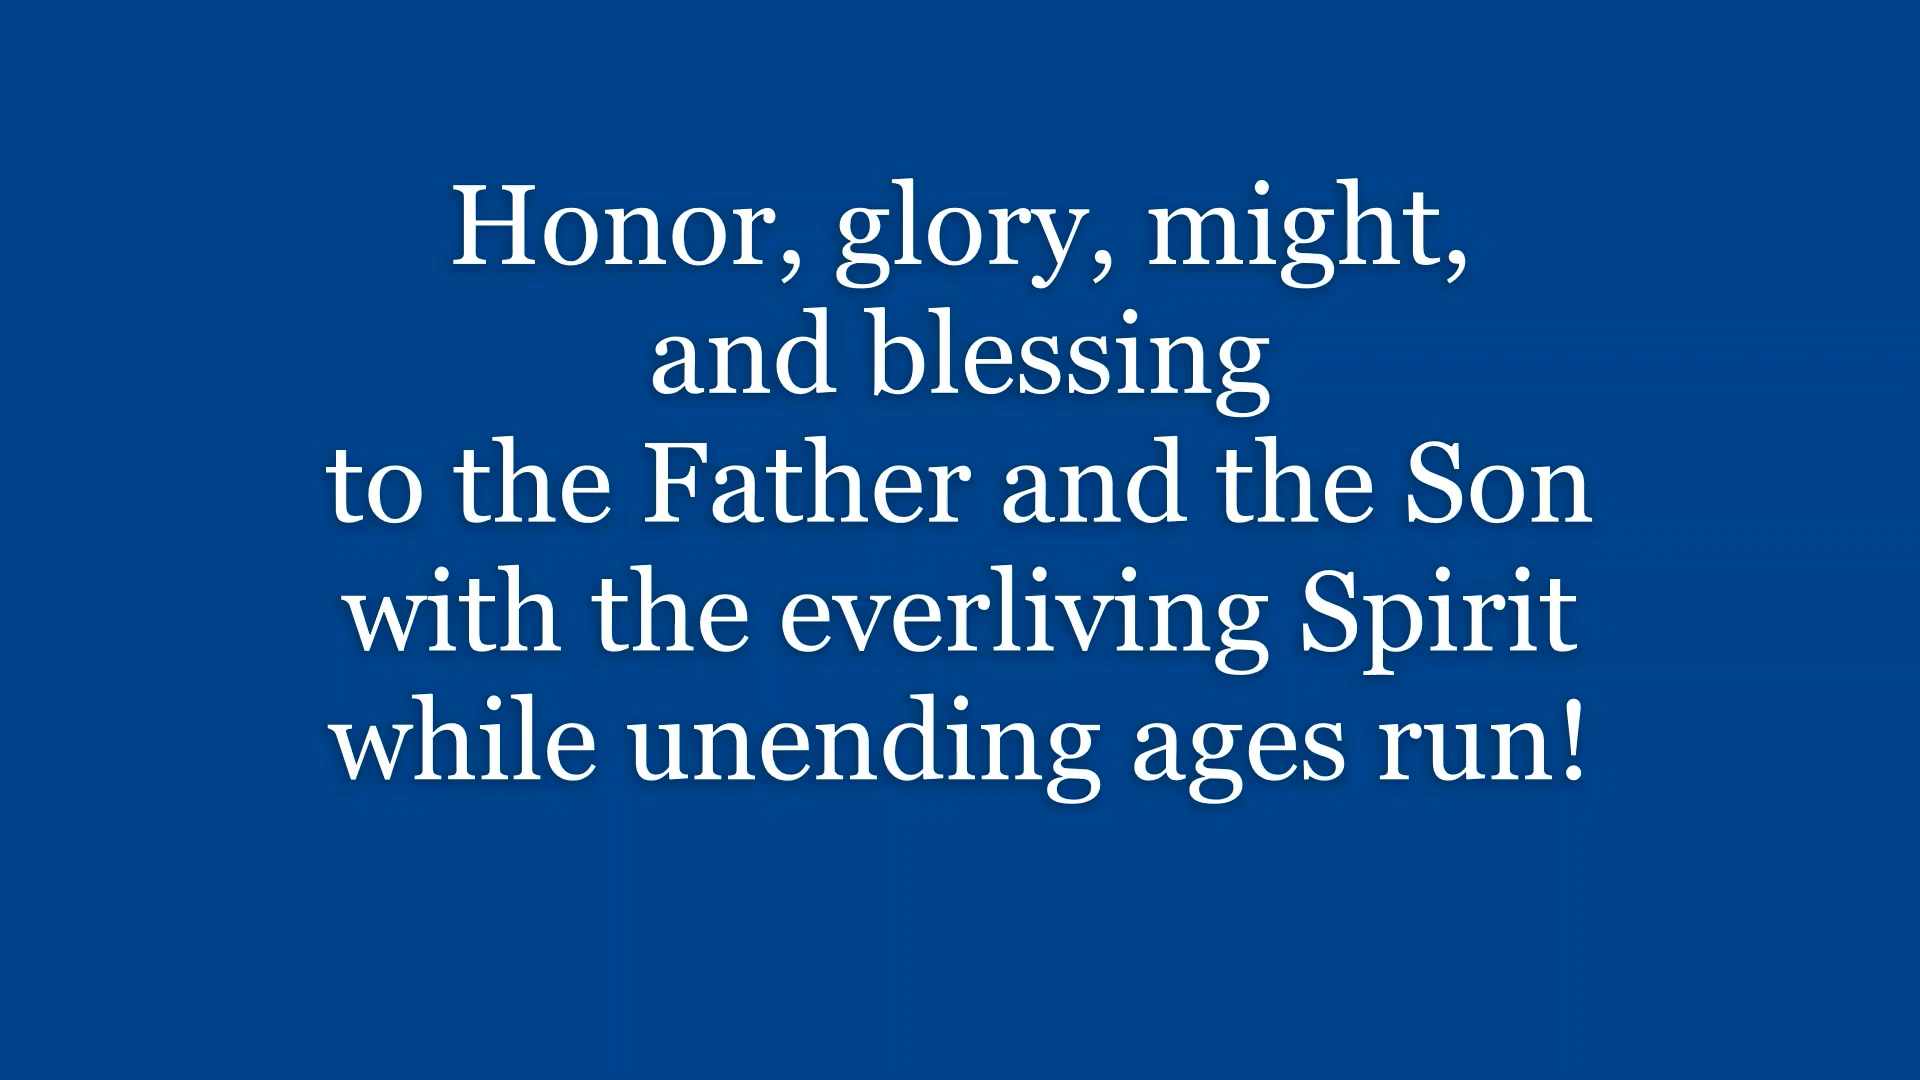 Honor, glory, might,
and blessing
to the Father and the Son
with the everliving Spirit
while unending ages run!